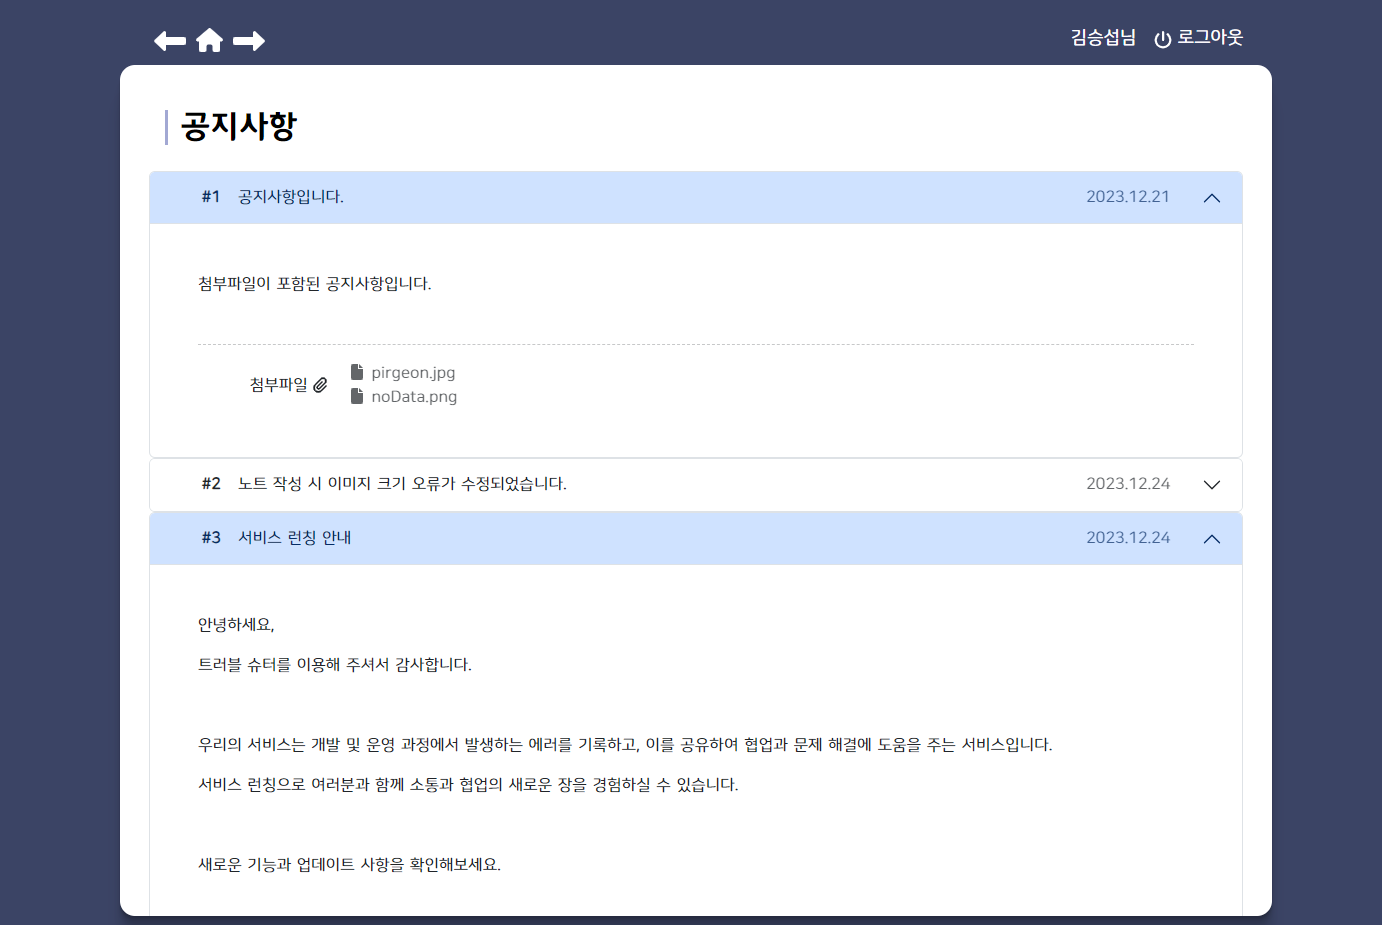 김승섭님 로그아웃
공지사항
#1 공지사항입니다. 2023.12.21
첨부파일이 포함된 공지사항입니다.
첨부파일
pirgeon.jpg
noData.png
#2 노트 작성 시 이미지 크기 오류가 수정되었습니다. 2023.12.24
#3 서비스 런칭 안내 2023.12.24
안녕하세요,
트러블 슈터를 이용해 주셔서 감사합니다.
우리의 서비스는 개발 및 운영 과정에서 발생하는 에러를 기록하고, 이를 공유하여 협업과 문제 해결에 도움을 주는 서비스입니다.
서비스 런칭으로 여러분과 함께 소통과 협업의 새로운 장을 경험하실 수 있습니다.
새로운 기능과 업데이트 사항을 확인해보세요.